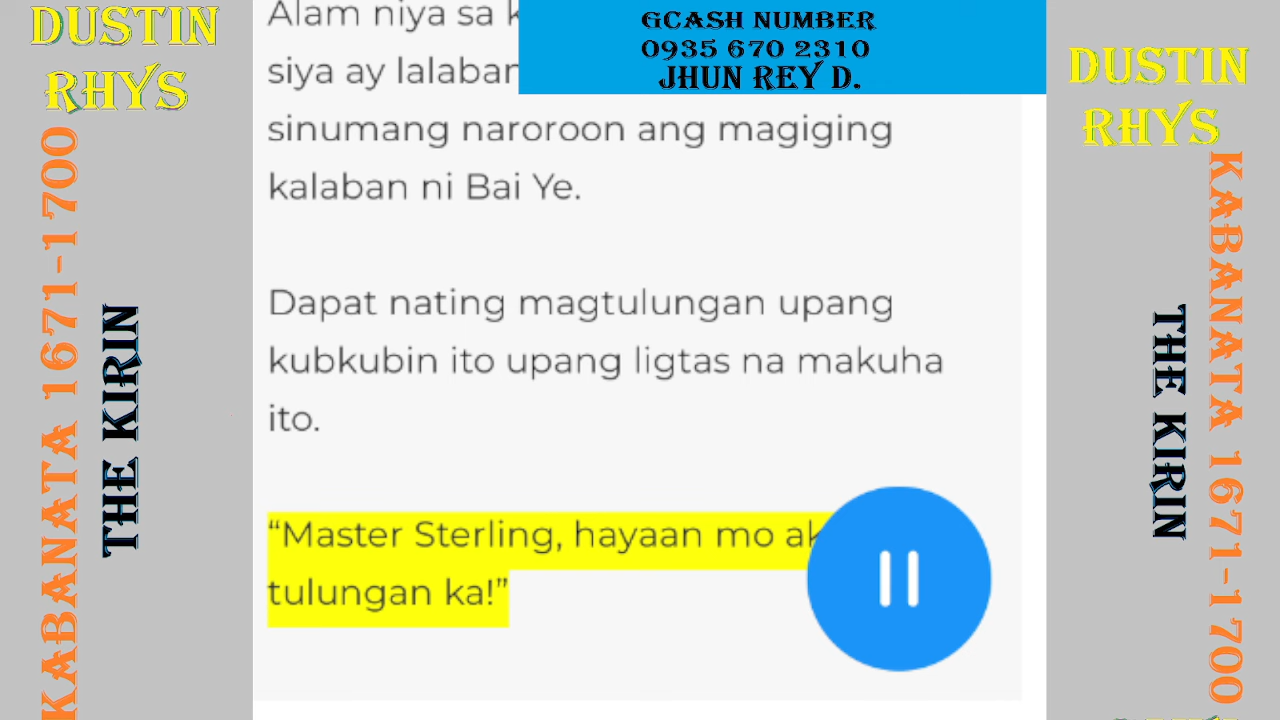 DUSTIN
RHYS
KABANATA 1671-1700
THE KIRIN
GCASH NUMBER
0935 670 2310
JHUN REY D.
Alam niya sa
siya ay lalaban
sinumang naroroon ang magiging
kalaban ni Bai Ye.
Dapat nating magtulungan upang
kubkubin ito upang ligtas na makuha
ito.
“Master Sterling, hayaan mo
tulungan ka!”
DUSTIN
RHYS
KABANATA 1671-1700
THE KIRIN